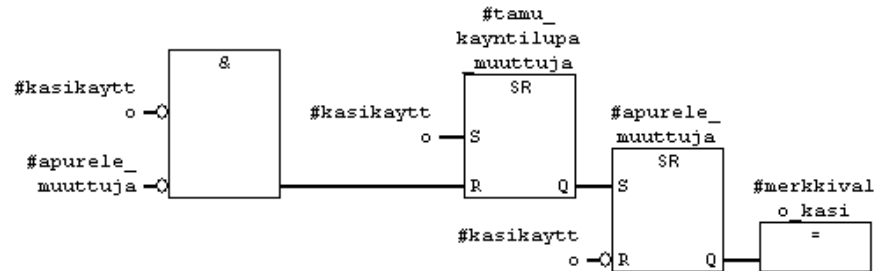 #tamu_
kayntilupa
_muuttuja
&
SR
#kasikaytt
o
#kasikaytt
o
S
#apurele_
muuttuja
SR
#apurele_
muuttuja
R
Q
S
#merkkival
o_kasi
=
#kasikaytt
o
R
Q